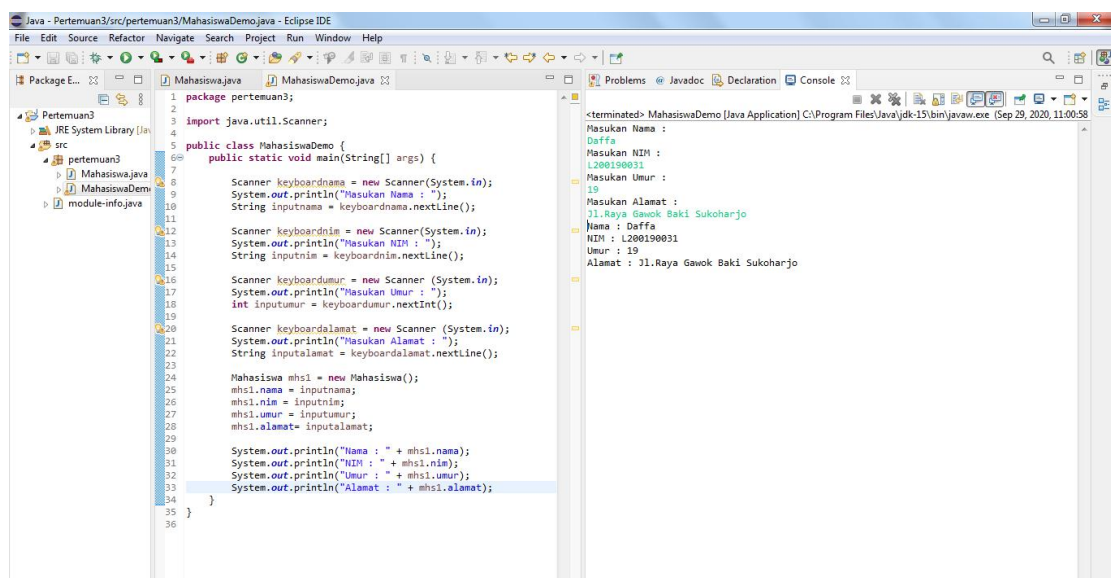 Java - Pertemuan3/src/pertemuan3/MahasiswaDemo.java - Eclipse IDE
File Edit Source Refactor Navigate Search Project Run Window Help
Package E...
Pertemuan3
JRE System Library [Jav
src
pertemuan3
Mahasiswa.java
MahasiswaDem
module-info.java
Mahasiswa.java MahasiswaDemo.java
1 package pertemuan3;
2
3 import java.util.Scanner;
4
5 public class MahasiswaDemo {
6 public static void main(String[] args) {
7
8 Scanner keyboardnama = new Scanner(System.in);
9 System.out.println("Masukan Nama : ");
10 String inputnama = keyboardnama.nextLine();
11
12 Scanner keyboardnim = new Scanner(System.in);
13 System.out.println("Masukan NIM : ");
14 String inputnim = keyboardnim.nextLine();
15
16 Scanner keyboardumur = new Scanner (System.in);
17 System.out.println("Masukan Umur : ");
18 int inputumur = keyboardumur.nextInt();
19
20 Scanner keyboardalamat = new Scanner (System.in);
21 System.out.println("Masukan Alamat : ");
22 String inputalamat = keyboardalamat.nextLine();
23
24 Mahasiswa mhs1 = new Mahasiswa();
25 mhs1.nama = inputnama;
26 mhs1.nim = inputnim;
27 mhs1.umur = inputumur;
28 mhs1.alamat= inputalamat;
29
30 System.out.println("Nama : " + mhs1.nama);
31 System.out.println("NIM : " + mhs1.nim);
32 System.out.println("Umur : " + mhs1.umur);
33 System.out.println("Alamat : " + mhs1.alamat);
34 }
35 }
36
Problems @ Javadoc Declaration Console
<terminated> MahasiswaDemo [Java Application] C:\Program Files\Java\jdk-15\bin\javaw.exe (Sep 29, 2020, 11:00:58
Masukan Nama :
Daffa
Masukan NIM :
L200190031
Masukan Umur :
19
Masukan Alamat :
Jl.Raya Gawok Baki Sukoharjo
Nama : Daffa
NIM : L200190031
Umur : 19
Alamat : Jl.Raya Gawok Baki Sukoharjo